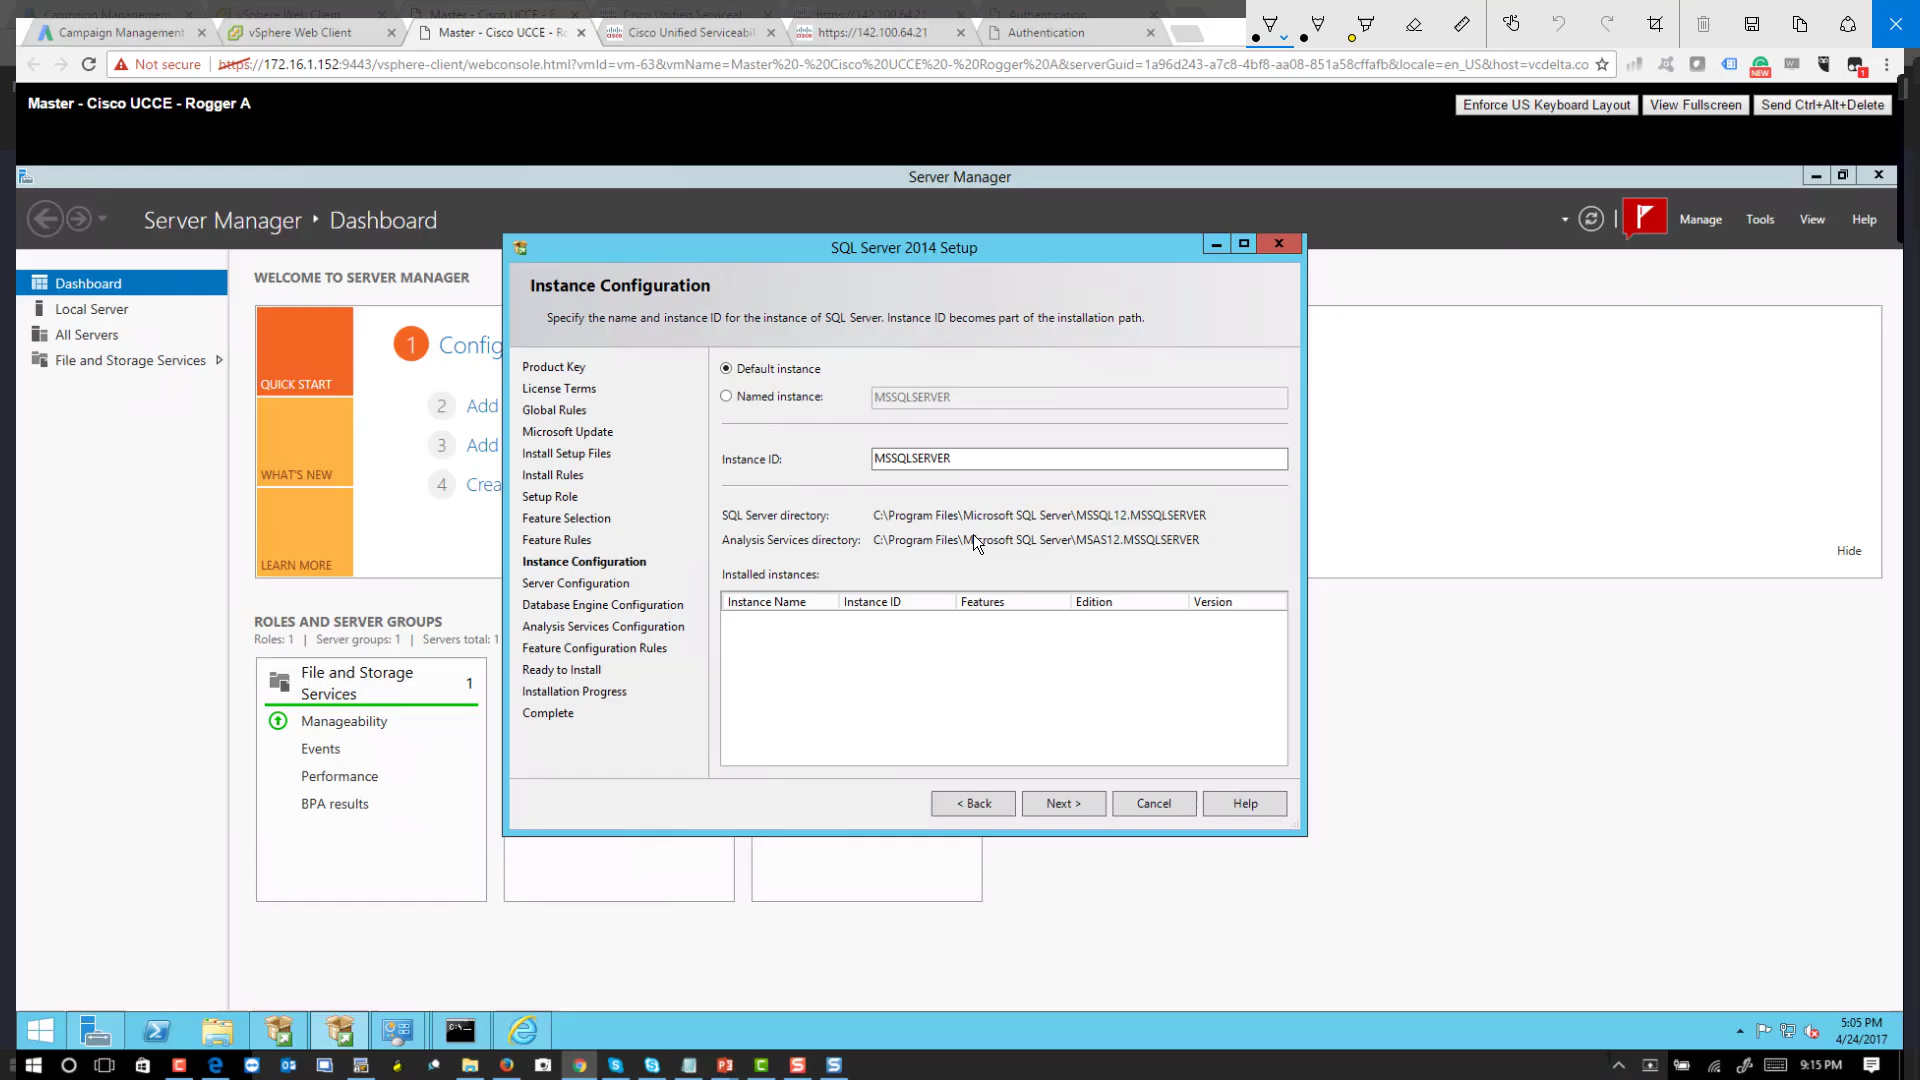 Campaign Management
vSphere Web Client
Master - Cisco UCCE - Ro
Cisco Unified Serviceabil
https://142.100.64.21
Authentication
Not secure
https://172.16.1.152:9443/vsphere-client/webconsole.html?vmId=vm-63&vmName=Master%20-%20Cisco%20UCCE%20-%20Rogger%20A&serverGuid=1a96d243-a7c8-4bf8-aa08-851a58cffafb&locale=en_US&host=vcdelta.co
NEW
1
Master - Cisco UCCE - Rogger A
Enforce US Keyboard Layout
View Fullscreen
Send Ctrl+Alt+Delete
Server Manager
Server Manager
Dashboard
Manage
Tools
View
Help
Dashboard
Local Server
All Servers
File and Storage Services
WELCOME TO SERVER MANAGER
QUICK START
WHAT'S NEW
LEARN MORE
1 Config
2 Add
3 Add
4 Crea
Hide
ROLES AND SERVER GROUPS
Roles: 1 | Server groups: 1 | Servers total: 1
File and Storage
Services
1
Manageability
Events
Performance
BPA results
SQL Server 2014 Setup
Instance Configuration
Specify the name and instance ID for the instance of SQL Server. Instance ID becomes part of the installation path.
Product Key
License Terms
Global Rules
Microsoft Update
Install Setup Files
Install Rules
Setup Role
Feature Selection
Feature Rules
Instance Configuration
Server Configuration
Database Engine Configuration
Analysis Services Configuration
Feature Configuration Rules
Ready to Install
Installation Progress
Complete
Default instance
Named instance: MSSQLSERVER
Instance ID: MSSQLSERVER
SQL Server directory: C:\Program Files\Microsoft SQL Server\MSSQL12.MSSQLSERVER
Analysis Services directory: C:\Program Files\Microsoft SQL Server\MSAS12.MSSQLSERVER
Installed instances:
Instance Name Instance ID Features Edition Version
< Back
Next >
Cancel
Help
5:05 PM
4/24/2017
9:15 PM